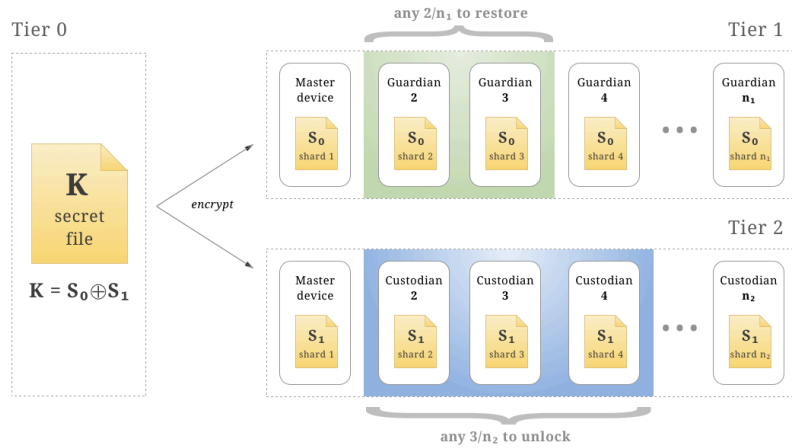 Tier 0
K
secret
file
K = S₀⊕S₁
encrypt
any 2/n₁ to restore
Tier 1
Master
device
S₀
shard 1
Guardian
2
S₀
shard 2
Guardian
3
S₀
shard 3
Guardian
4
S₀
shard 4
Guardian
n₁
S₀
shard n₁
Tier 2
Master
device
S₁
shard 1
Custodian
2
S₁
shard 2
Custodian
3
S₁
shard 3
Custodian
4
S₁
shard 4
Custodian
n₂
S₁
shard n₂
any 3/n₂ to unlock